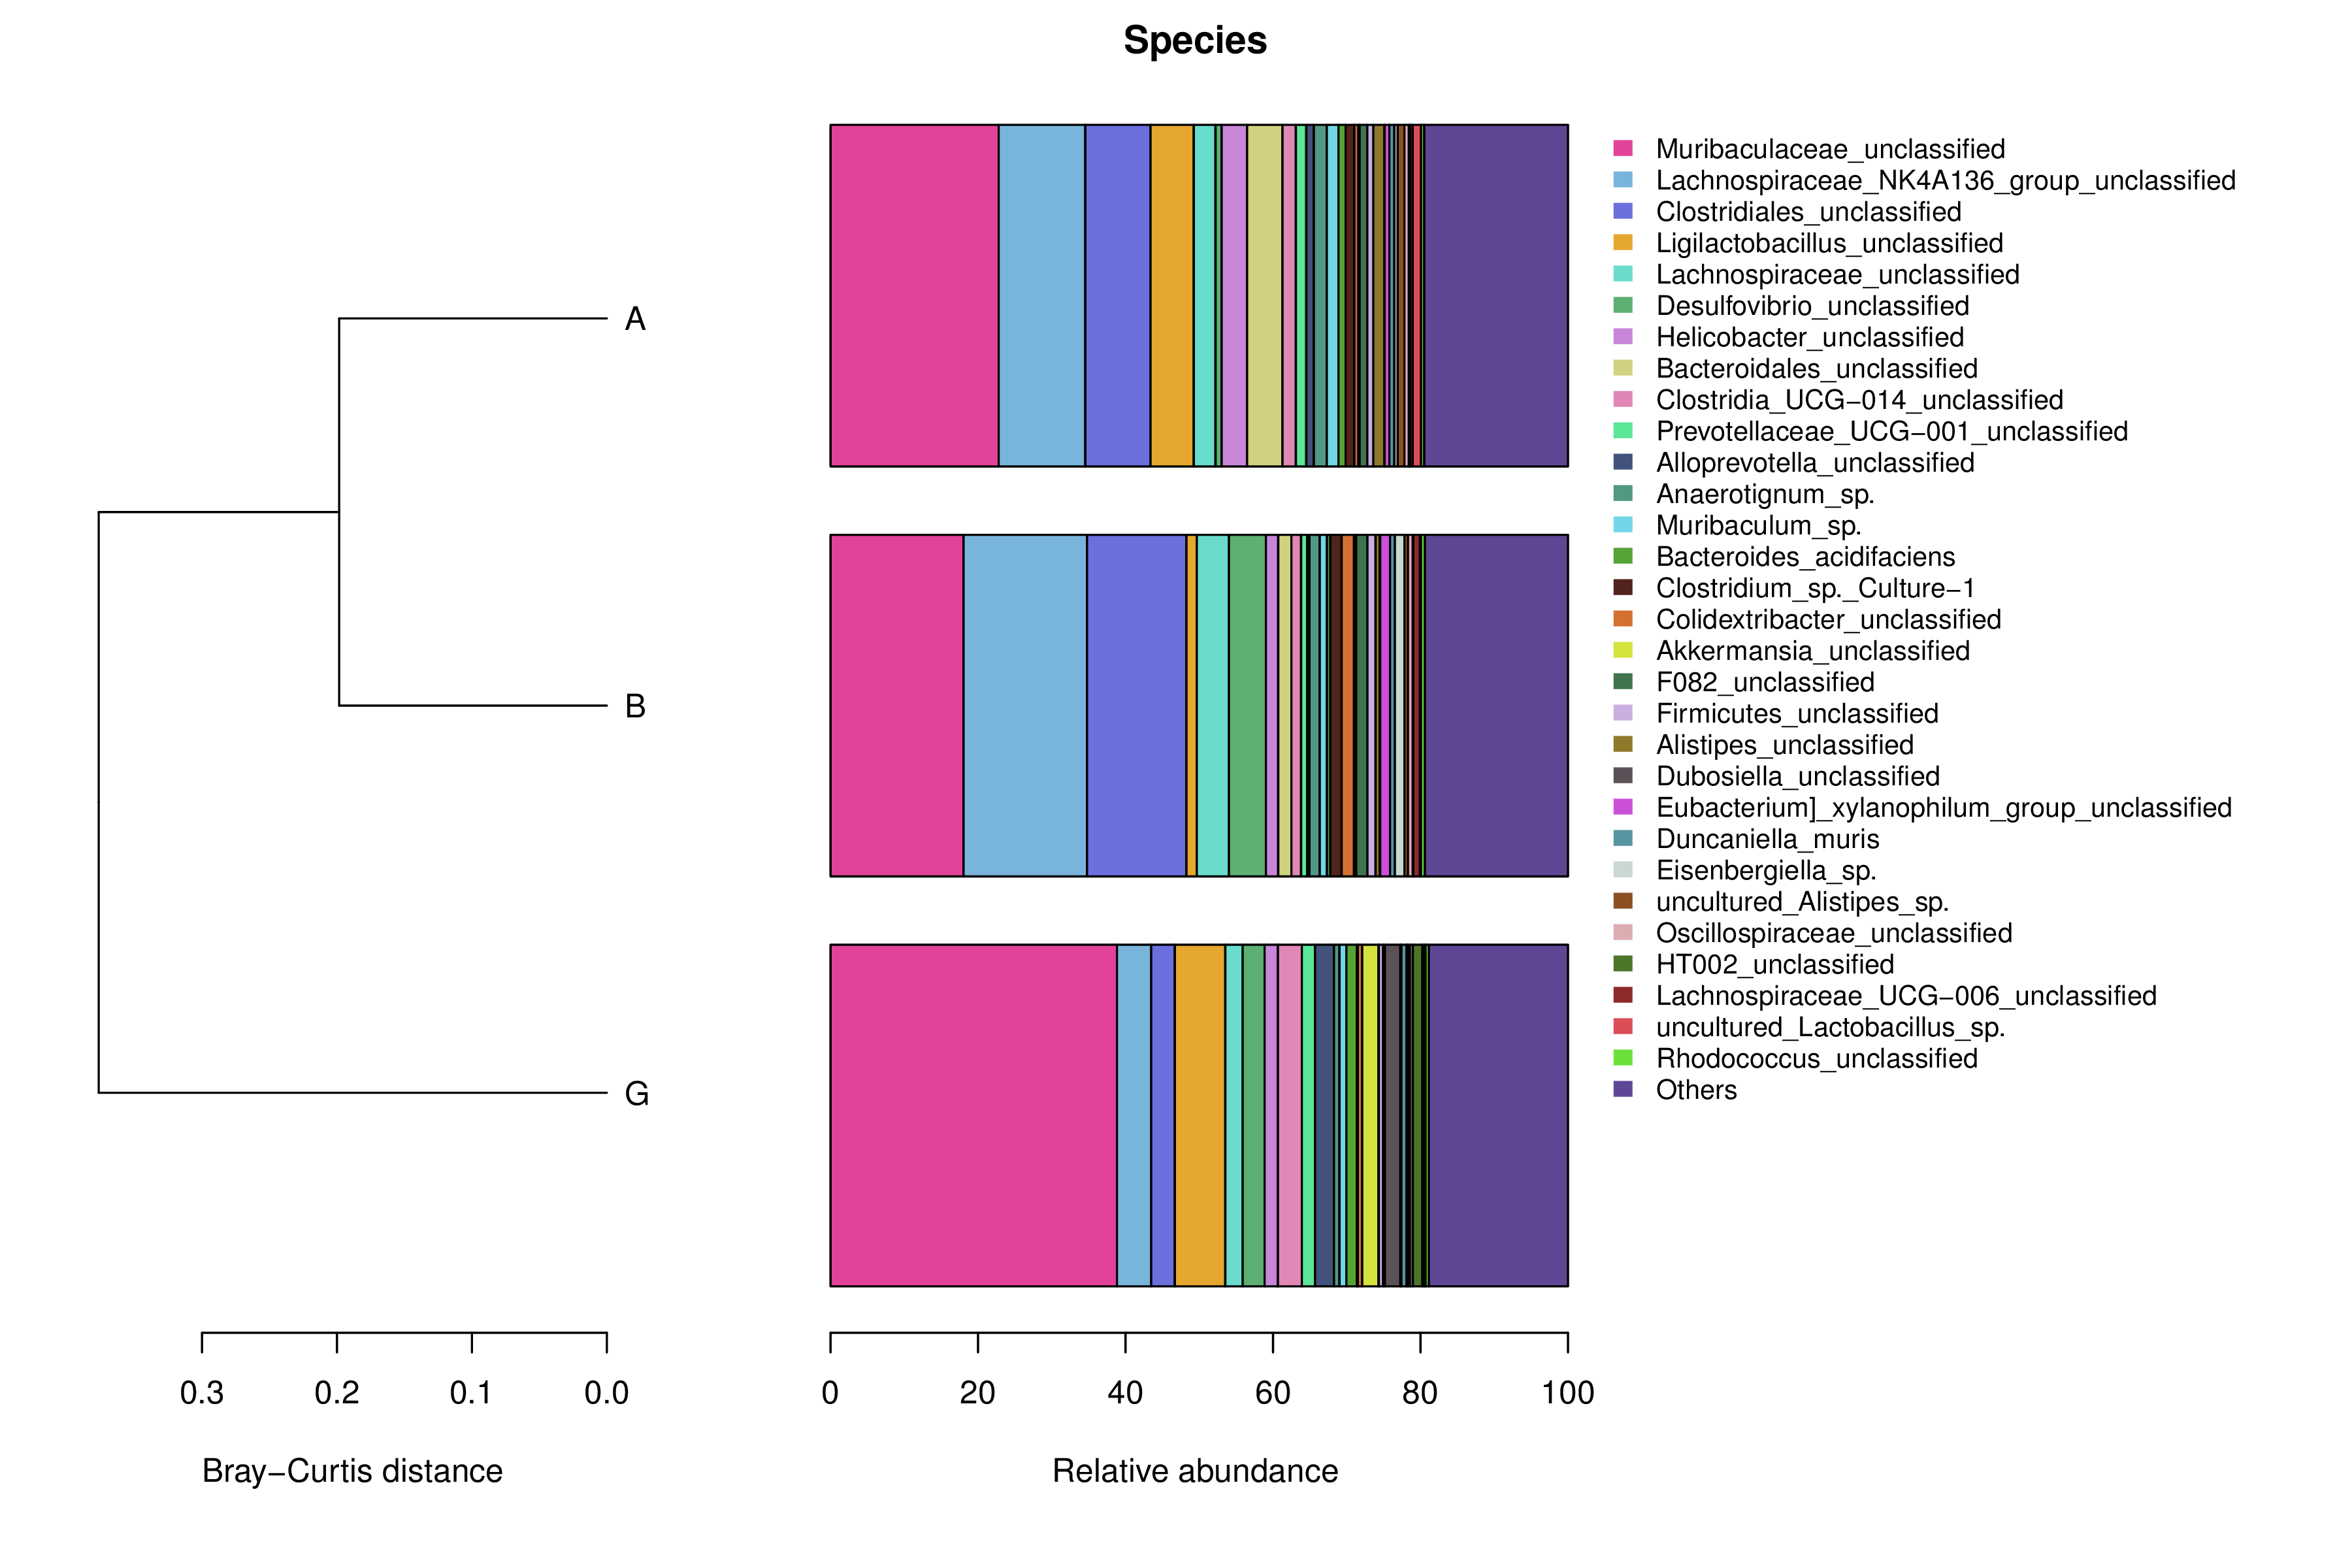 Species
A
B
G
Muribaculaceae_unclassified
Lachnospiraceae_NK4A136_group_unclassified
Clostridiales_unclassified
Ligilactobacillus_unclassified
Lachnospiraceae_unclassified
Desulfovibrio_unclassified
Helicobacter_unclassified
Bacteroidales_unclassified
Clostridia_UCG−014_unclassified
Prevotellaceae_UCG−001_unclassified
Alloprevotella_unclassified
Anaerotignum_sp.
Muribaculum_sp.
Bacteroides_acidifaciens
Clostridium_sp._Culture−1
Colidextribacter_unclassified
Akkermansia_unclassified
F082_unclassified
Firmicutes_unclassified
Alistipes_unclassified
Dubosiella_unclassified
Eubacterium]_xylanophilum_group_unclassified
Duncaniella_muris
Eisenbergiella_sp.
uncultured_Alistipes_sp.
Oscillospiraceae_unclassified
HT002_unclassified
Lachnospiraceae_UCG−006_unclassified
uncultured_Lactobacillus_sp.
Rhodococcus_unclassified
Others
0.3 0.2 0.1 0.0
0 20 40 60 80 100
Bray−Curtis distance
Relative abundance